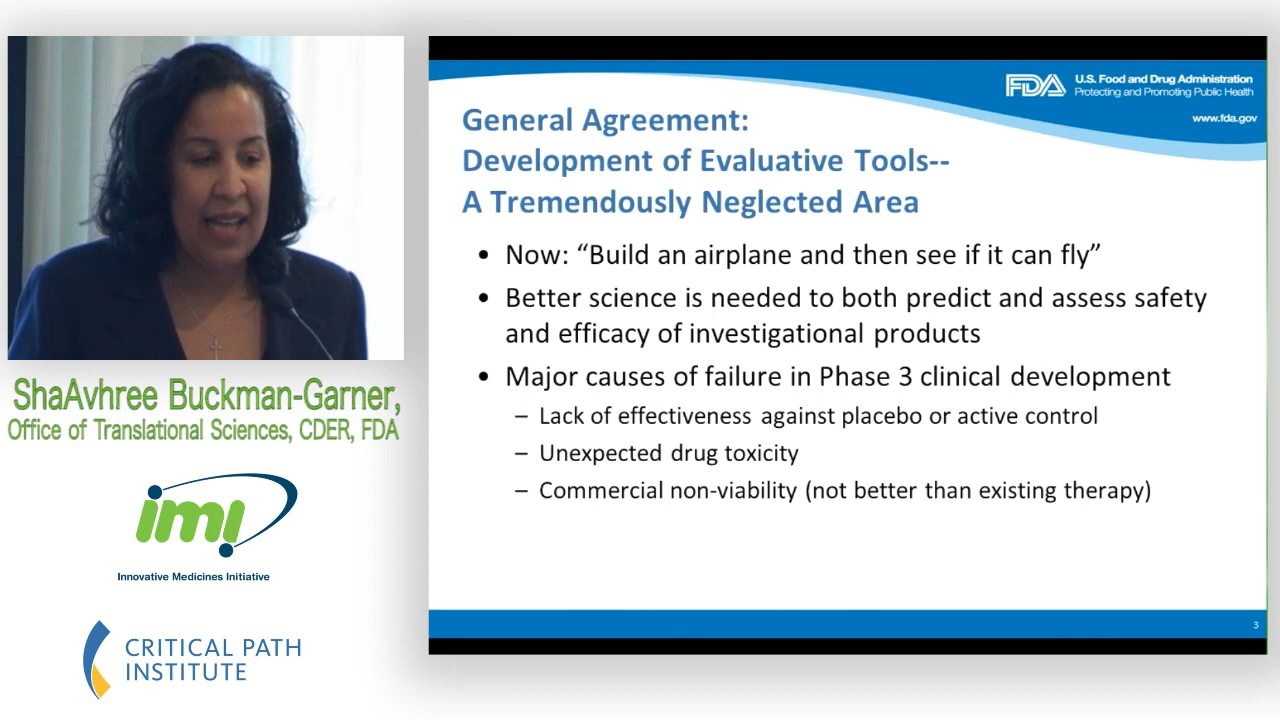 FDA U.S. Food and Drug Administration
Protecting and Promoting Public Health
www.fda.gov
General Agreement:
Development of Evaluative Tools--
A Tremendously Neglected Area
• Now: “Build an airplane and then see if it can fly”
• Better science is needed to both predict and assess safety
and efficacy of investigational products
• Major causes of failure in Phase 3 clinical development
– Lack of effectiveness against placebo or active control
– Unexpected drug toxicity
– Commercial non-viability (not better than existing therapy)
3
ShaAvhree Buckman-Garner,
Office of Translational Sciences, CDER, FDA
imi
Innovative Medicines Initiative
CRITICAL PATH
INSTITUTE